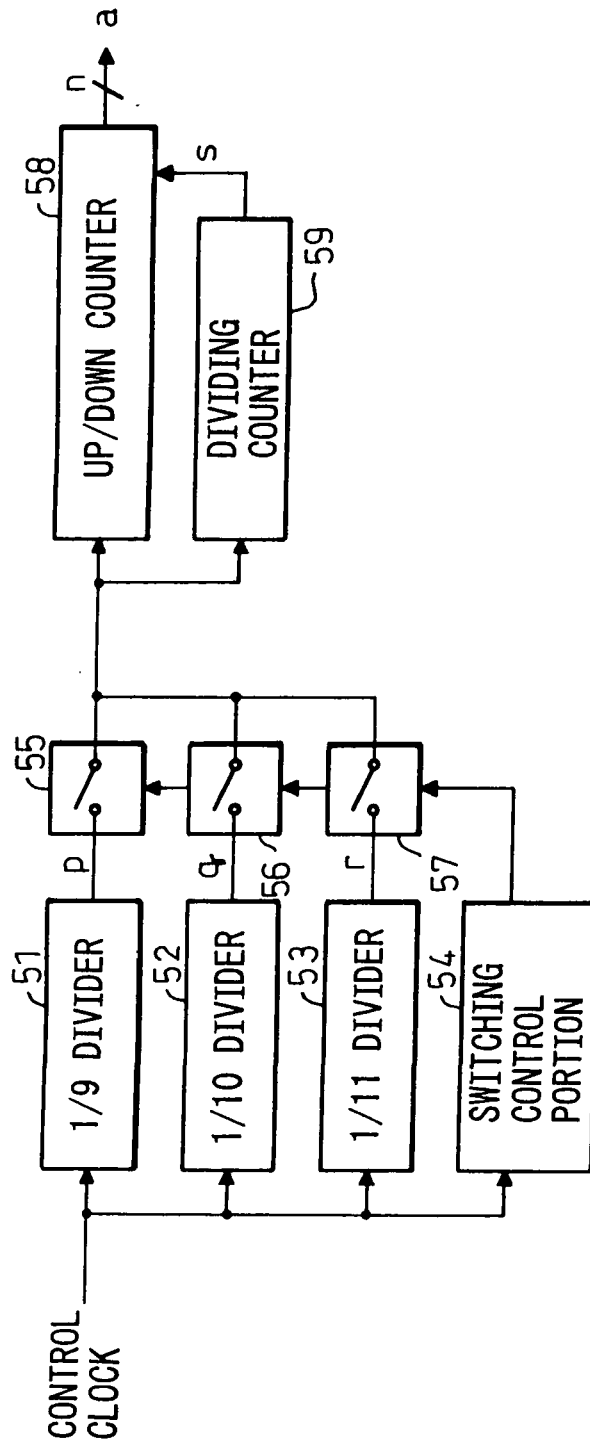 CONTROL
CLOCK
51
1/9 DIVIDER
p
55
52
1/10 DIVIDER
q
56
53
1/11 DIVIDER
r
57
54
SWITCHING
CONTROL
PORTION
58
UP/DOWN COUNTER
n
a
s
DIVIDING
COUNTER
59